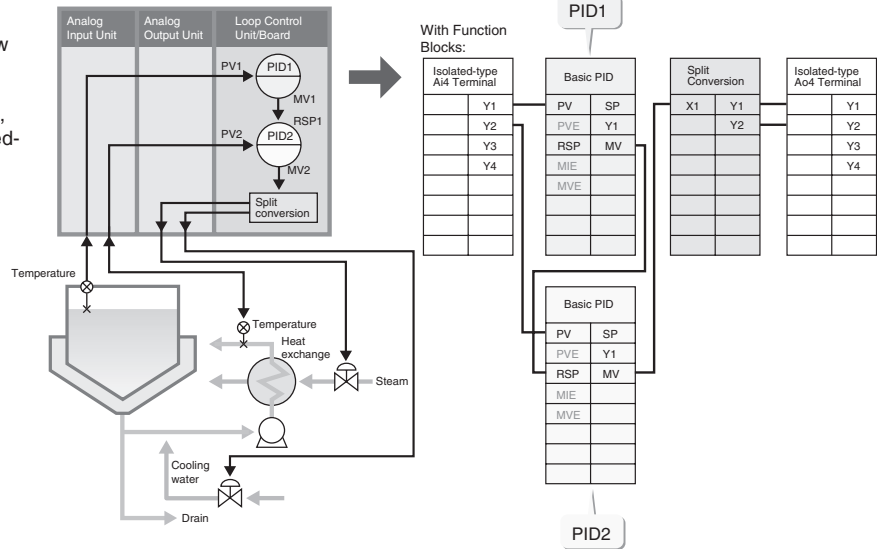 w
,
ed-
Analog
Input Unit
Analog
Output Unit
Loop Control
Unit/Board
PV1
PID1
MV1
RSP1
PV2
PID2
MV2
Split
conversion
Temperature
Temperature
Heat
exchange
Steam
Cooling
water
Drain
With Function
Blocks:
PID1
Isolated-type
Ai4 Terminal
Y1
Y2
Y3
Y4
Basic PID
PV SP
PVE Y1
RSP MV
MIE
MVE
Split
Conversion
X1 Y1
Y2
Isolated-type
Ao4 Terminal
Y1
Y2
Y3
Y4
Basic PID
PV SP
PVE Y1
RSP MV
MIE
MVE
PID2